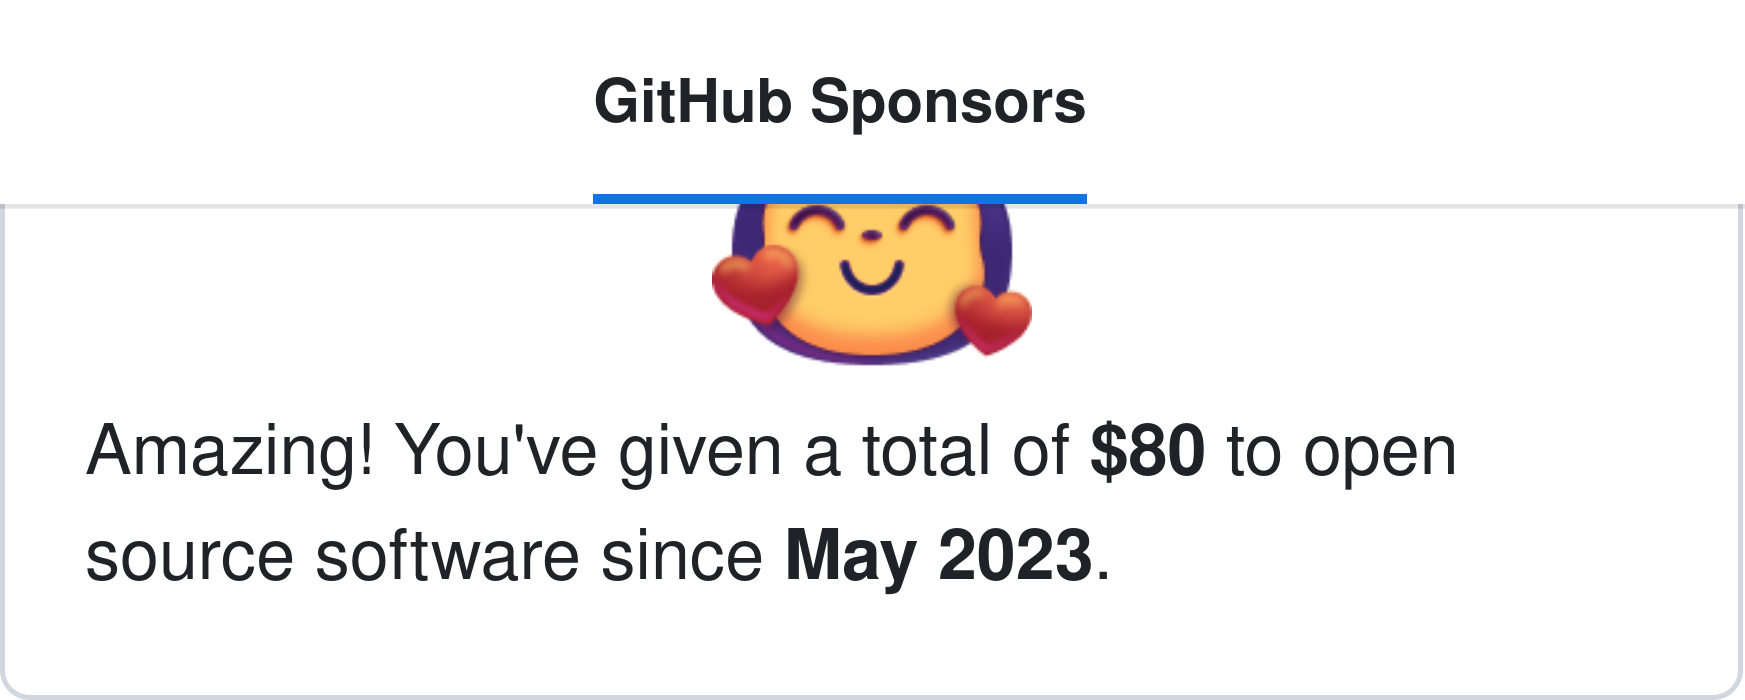 GitHub Sponsors
Amazing! You've given a total of $80 to open
source software since May 2023.